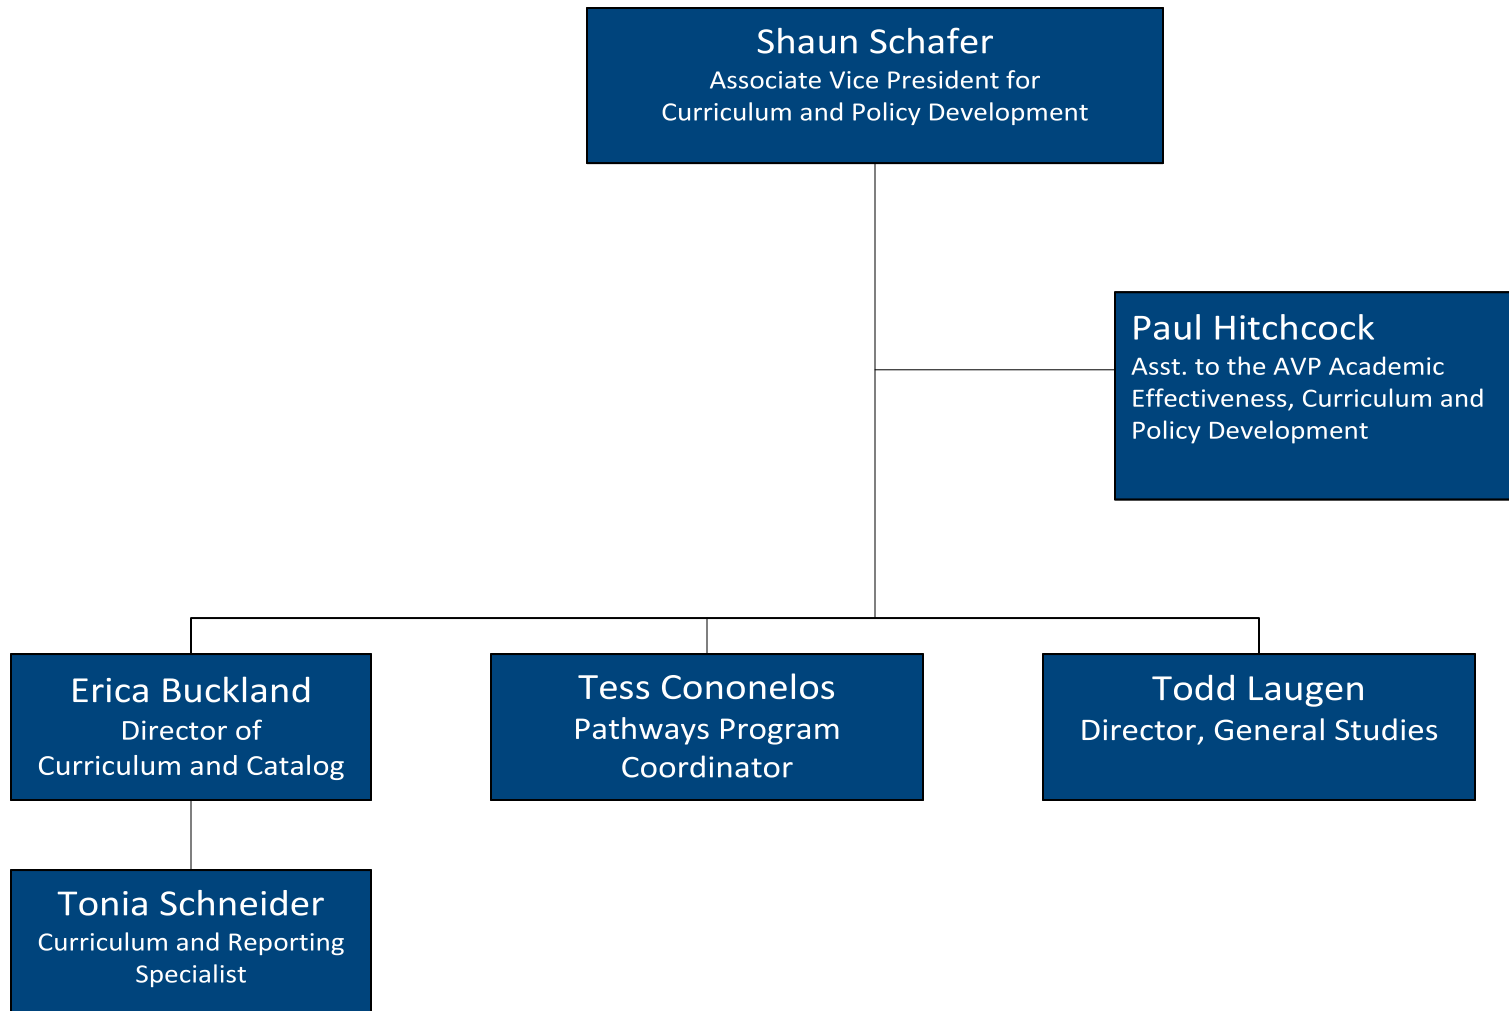 Shaun Schafer
Associate Vice President for
Curriculum and Policy Development
Paul Hitchcock
Asst. to the AVP Academic
Effectiveness, Curriculum and
Policy Development
Erica Buckland
Director of
Curriculum and Catalog
Tess Cononelos
Pathways Program
Coordinator
Todd Laugen
Director, General Studies
Tonia Schneider
Curriculum and Reporting
Specialist